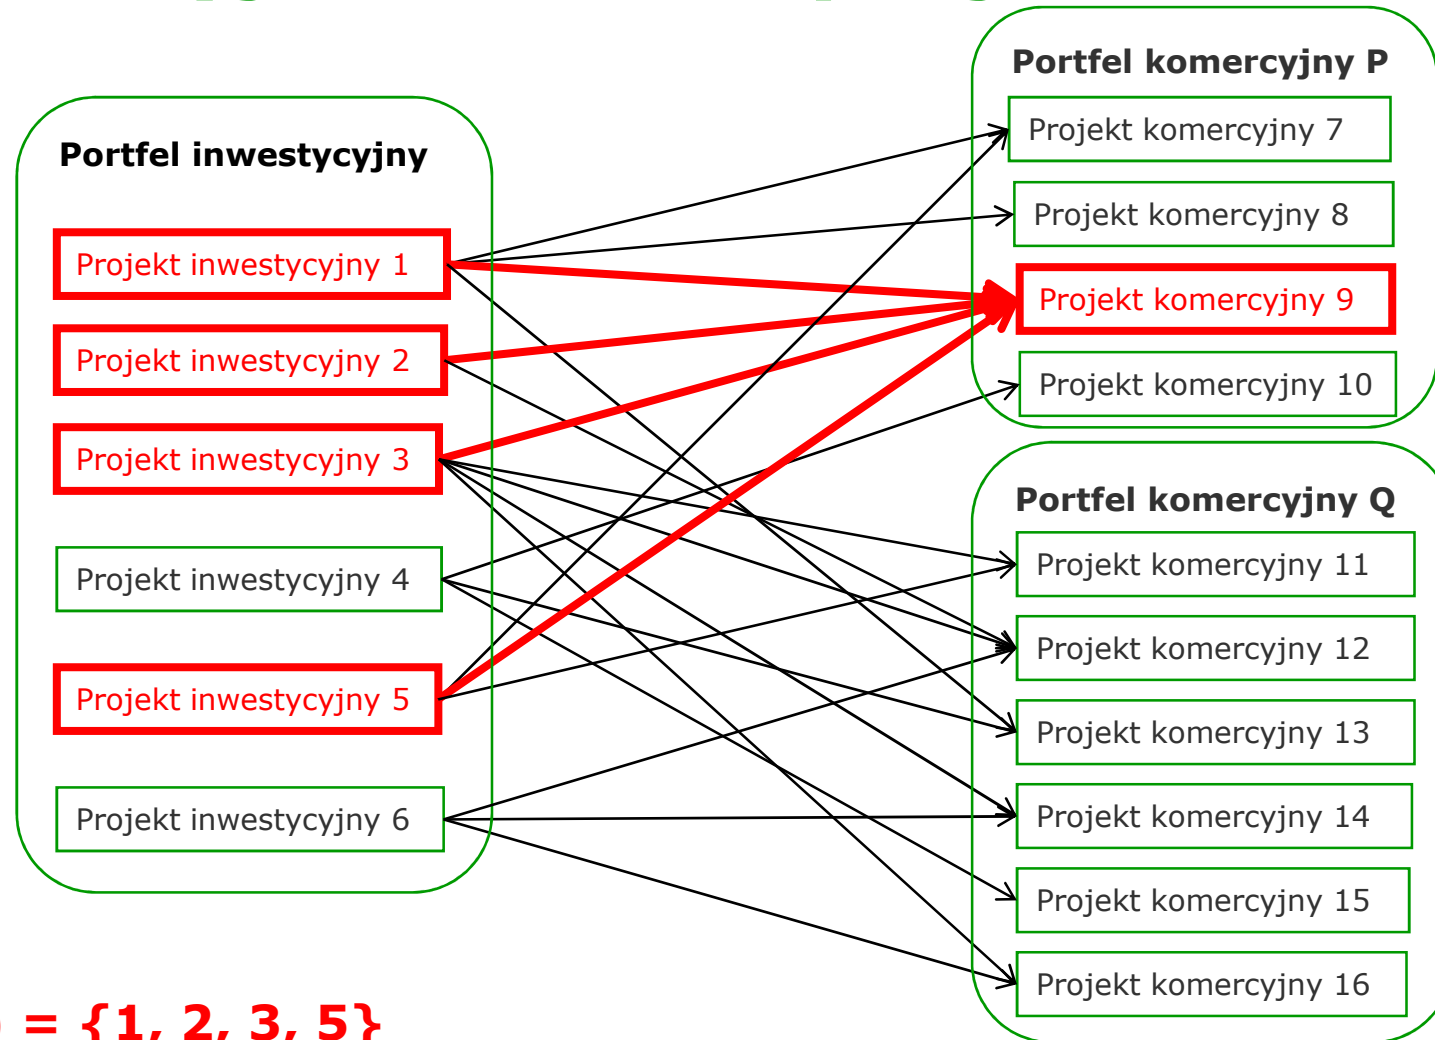 Portfel komercyjny P
Projekt komercyjny 7
Projekt komercyjny 8
Projekt komercyjny 9
Projekt komercyjny 10
Portfel inwestycyjny
Projekt inwestycyjny 1
Projekt inwestycyjny 2
Projekt inwestycyjny 3
Projekt inwestycyjny 4
Projekt inwestycyjny 5
Projekt inwestycyjny 6
Portfel komercyjny Q
Projekt komercyjny 11
Projekt komercyjny 12
Projekt komercyjny 13
Projekt komercyjny 14
Projekt komercyjny 15
Projekt komercyjny 16
= {1, 2, 3, 5}